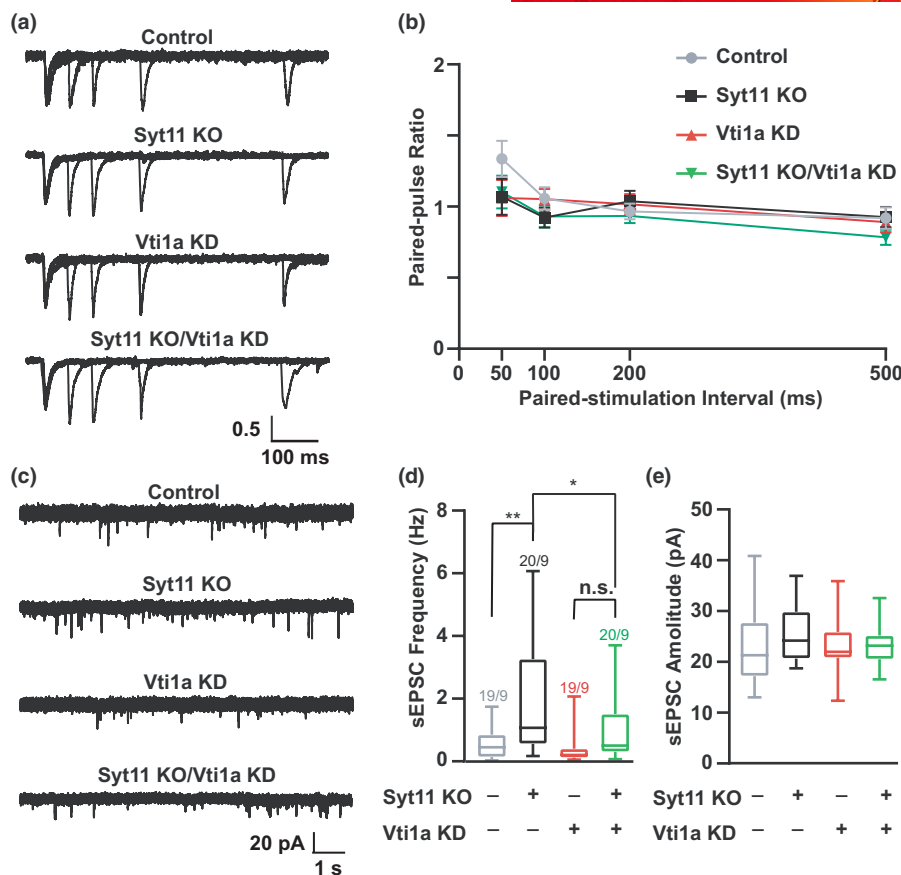 (a)
Control
Syt11 KO
Vti1a KD
Syt11 KO/Vti1a KD
0.5
100 ms
(b)
2
1
0
Paired-pulse Ratio
0 50 100 200 500
Paired-stimulation Interval (ms)
Control
Syt11 KO
Vti1a KD
Syt11 KO/Vti1a KD
(c)
Control
Syt11 KO
Vti1a KD
Syt11 KO/Vti1a KD
20 pA
1 s
(d)
sEPSC Frequency (Hz)
8
6
4
2
0
**
*
n.s.
19/9
20/9
19/9
20/9
Syt11 KO – + – +
Vti1a KD – – + +
(e)
sEPSC Amolitude (pA)
50
40
30
20
10
0
Syt11 KO – + – +
Vti1a KD – – + +